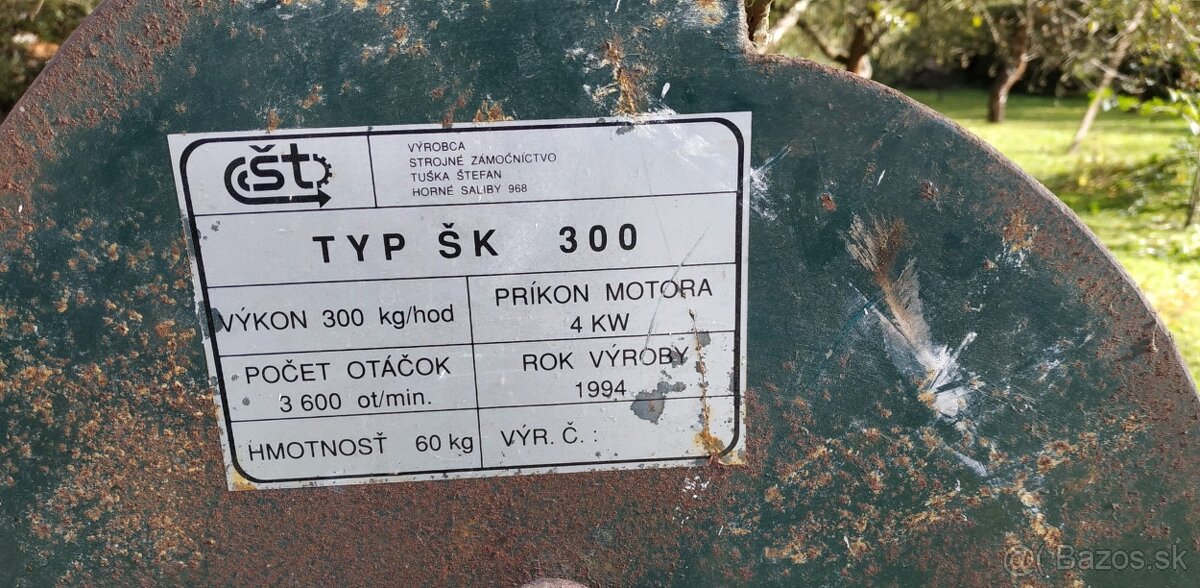 št
VÝROBCA
STROJNÉ ZÁMOČNÍCTVO
TUŠKA ŠTEFAN
HORNÉ SALIBY 968
TYP ŠK 300
VÝKON 300 kg/hod
PRÍKON MOTORA
4 KW
POČET OTÁČOK
3 600 ot/min.
ROK VÝROBY
1994
HMOTNOSŤ 60 kg
VÝR. Č. :
Bazos.sk